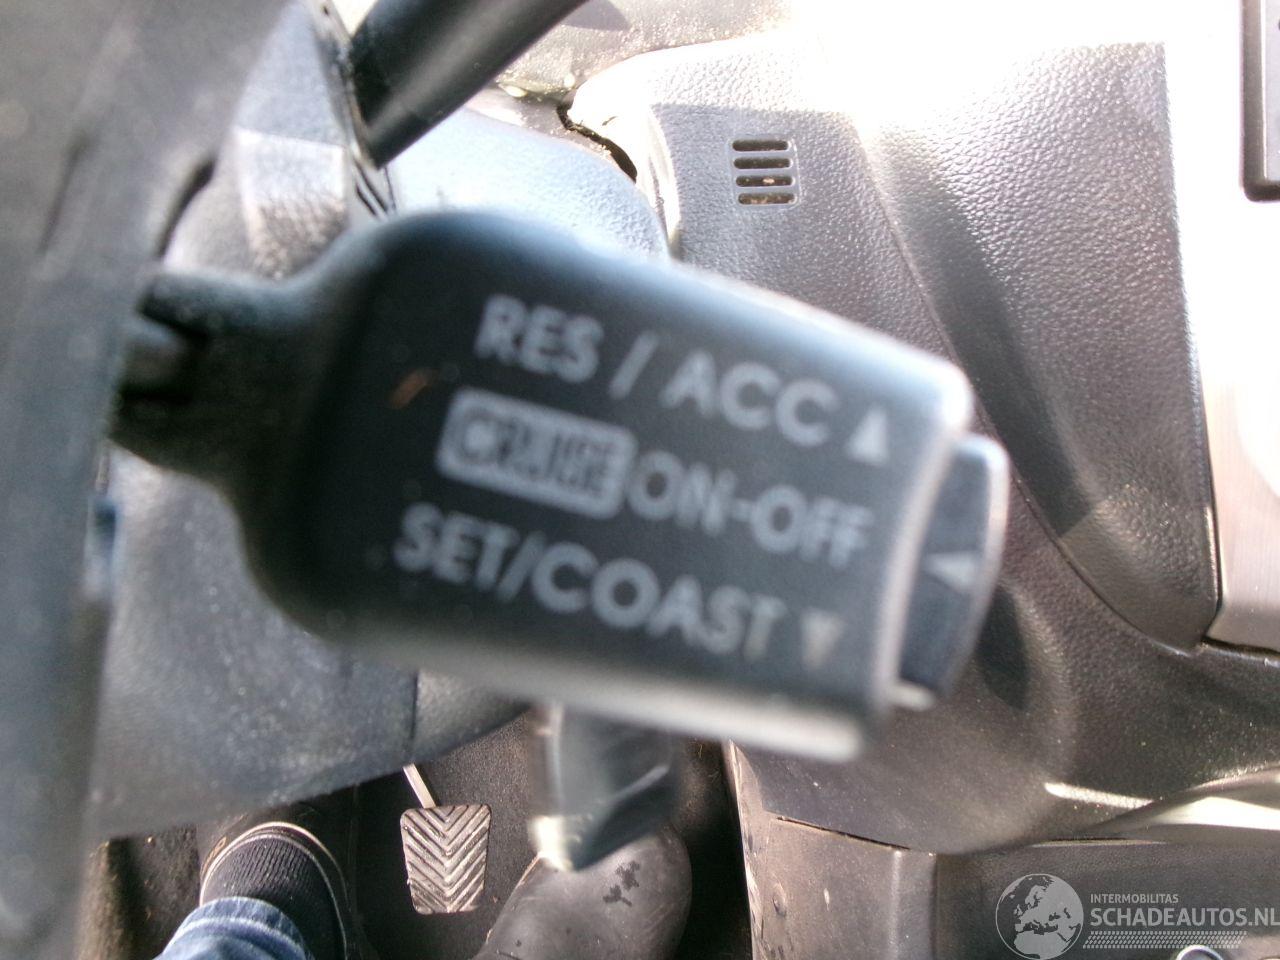 RES / ACC ▲
CRUISE ON-OFF
SET/COAST ▼
INTERMOBILITAS
SCHADEAUTOS.NL